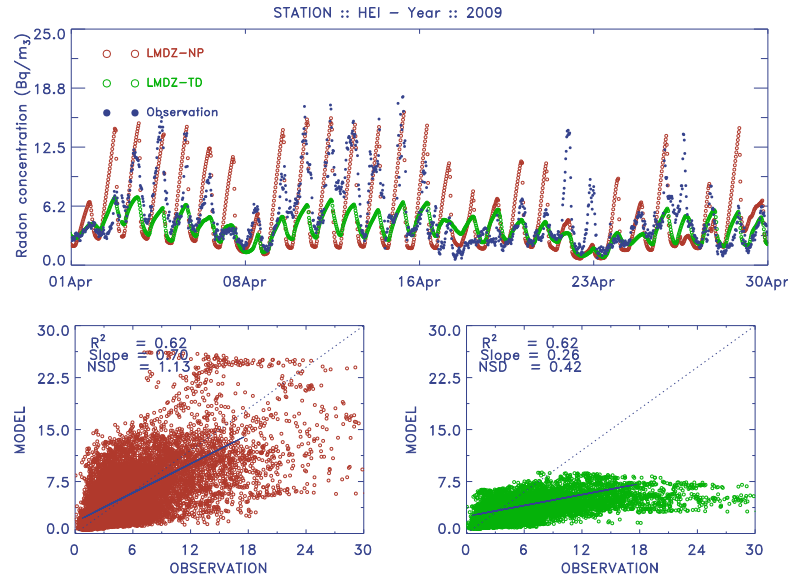 STATION :: HEI – Year :: 2009
Radon concentration (Bq/m3)
25.0
18.8
12.5
6.2
0.0
LMDZ–NP
LMDZ–TD
Observation
01Apr 08Apr 16Apr 23Apr 30Apr
MODEL
30.0
22.5
15.0
7.5
0.0
R² = 0.62
Slope = 0.70
NSD = 1.13
0 6 12 18 24 30
OBSERVATION
MODEL
30.0
22.5
15.0
7.5
0.0
R² = 0.62
Slope = 0.26
NSD = 0.42
0 6 12 18 24 30
OBSERVATION